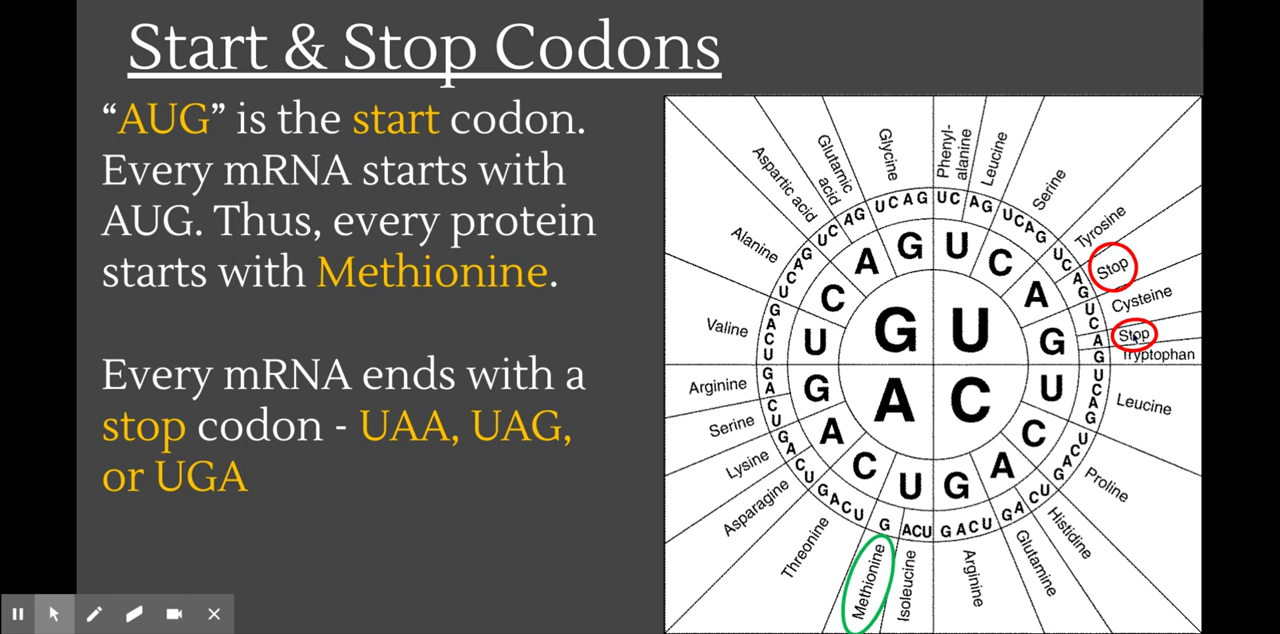 Start & Stop Codons
“AUG” is the start codon.
Every mRNA starts with
AUG. Thus, every protein
starts with Methionine.
Every mRNA ends with a
stop codon - UAA, UAG,
or UGA
G U
A C
U C A G
U C A G
U C A G
U C A G
U C
A G
U C A G
U C
A G
U C
A
G
U C A G
U C A G
U C
A G
U C A G
U C A
G
U C A G
U C
A G
U C
A G
U C A G
U C A G
U C
A G
U C A G
Phenyl-
alanine
Leucine
Serine
Tyrosine
Stop
Cysteine
Stop
Tryptophan
Leucine
Proline
Histidine
Glutamine
Arginine
Isoleucine
Methionine
Threonine
Asparagine
Lysine
Serine
Arginine
Valine
Alanine
Aspartic acid
Glutamic
acid
Glycine